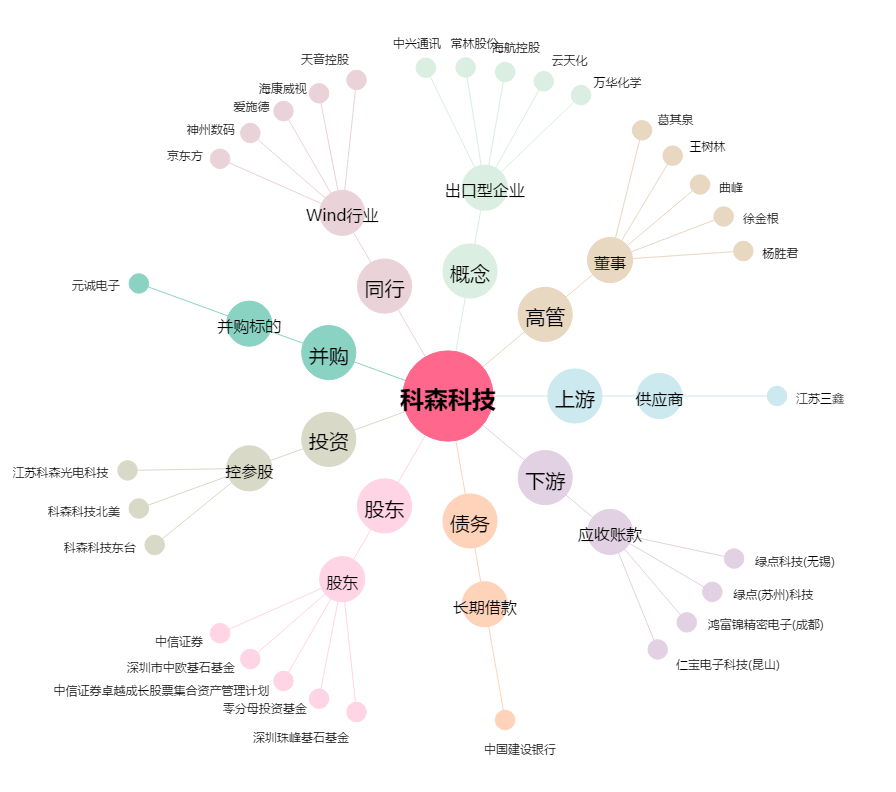 中兴通讯
常林股份
海航控股
云天化
万华化学
天音控股
海康威视
爱施德
神州数码
京东方
Wind行业
同行
出口型企业
概念
葛其泉
王树林
曲峰
徐金根
杨胜君
董事
高管
元诚电子
并购标的
并购
科森科技
上游
供应商
江苏三鑫
投资
控参股
江苏科森光电科技
科森科技北美
科森科技东台
下游
应收账款
绿点科技(无锡)
绿点(苏州)科技
鸿富锦精密电子(成都)
仁宝电子科技(昆山)
股东
股东
中信证券
深圳市中欧基石基金
中信证券卓越成长股票集合资产管理计划
零分母投资基金
深圳珠峰基石基金
债务
长期借款
中国建设银行